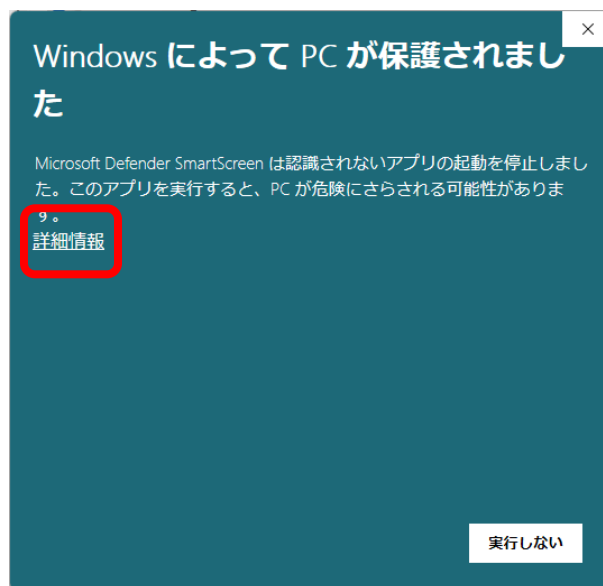 Windows によって PC が保護されまし
た
Microsoft Defender SmartScreen は認識されないアプリの起動を停止しまし
た。このアプリを実行すると、PC が危険にさらされる可能性がありま
す。
詳細情報
実行しない